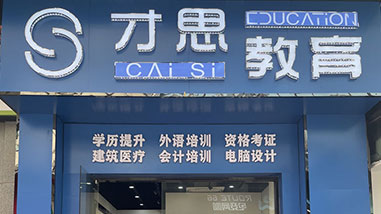 才思教育
EDUCATION
CAI SI
学历提升 外语培训 资格考证
建筑医疗 会计培训 电脑设计